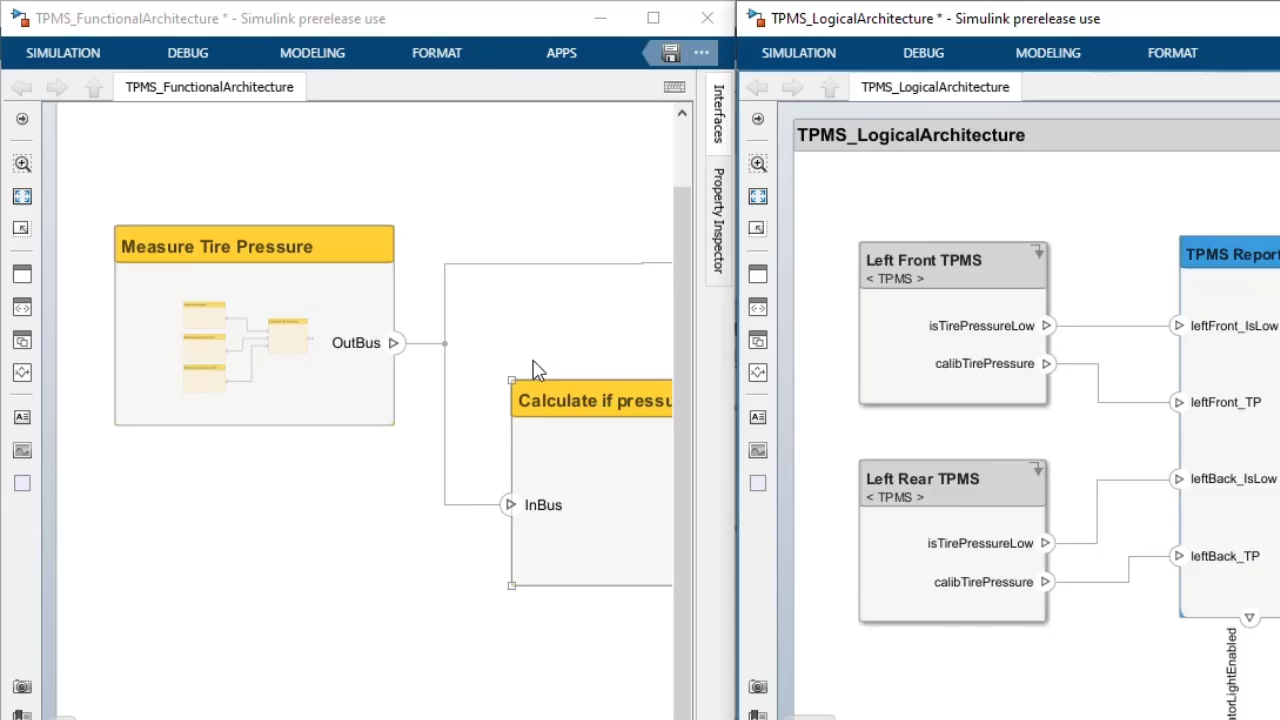 TPMS_FunctionalArchitecture * - Simulink prerelease use
SIMULATION DEBUG MODELING FORMAT APPS
TPMS_FunctionalArchitecture
Interfaces
Property Inspector
Measure Tire Pressure
OutBus
Calculate if pressu
InBus
TPMS_LogicalArchitecture * - Simulink prerelease use
SIMULATION DEBUG MODELING FORMAT
TPMS_LogicalArchitecture
TPMS_LogicalArchitecture
Left Front TPMS
< TPMS >
isTirePressureLow
calibTirePressure
Left Rear TPMS
< TPMS >
isTirePressureLow
calibTirePressure
TPMS Report
leftFront_IsLow
leftFront_TP
leftBack_IsLow
leftBack_TP
atorLightEnabled